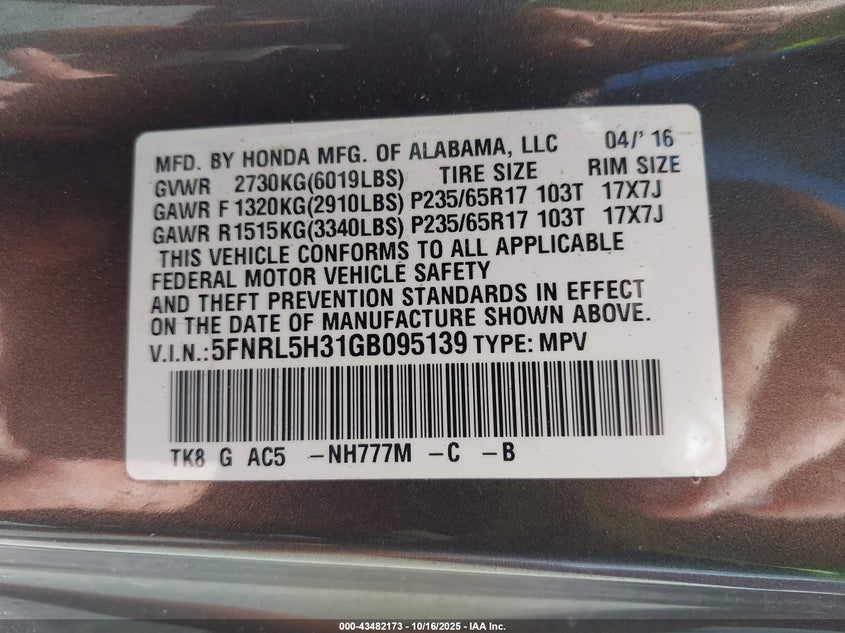 MFD. BY HONDA MFG. OF ALABAMA, LLC 04/' 16
GVWR 2730KG(6019LBS) TIRE SIZE RIM SIZE
GAWR F 1320KG(2910LBS) P235/65R17 103T 17X7J
GAWR R1515KG(3340LBS) P235/65R17 103T 17X7J
THIS VEHICLE CONFORMS TO ALL APPLICABLE
FEDERAL MOTOR VEHICLE SAFETY
AND THEFT PREVENTION STANDARDS IN EFFECT
ON THE DATE OF MANUFACTURE SHOWN ABOVE.
V.I.N.:5FNRL5H31GB095139 TYPE: MPV
TK8 G AC5 -NH777M -C -B
000-43482173 - 10/16/2025 - IAA Inc.